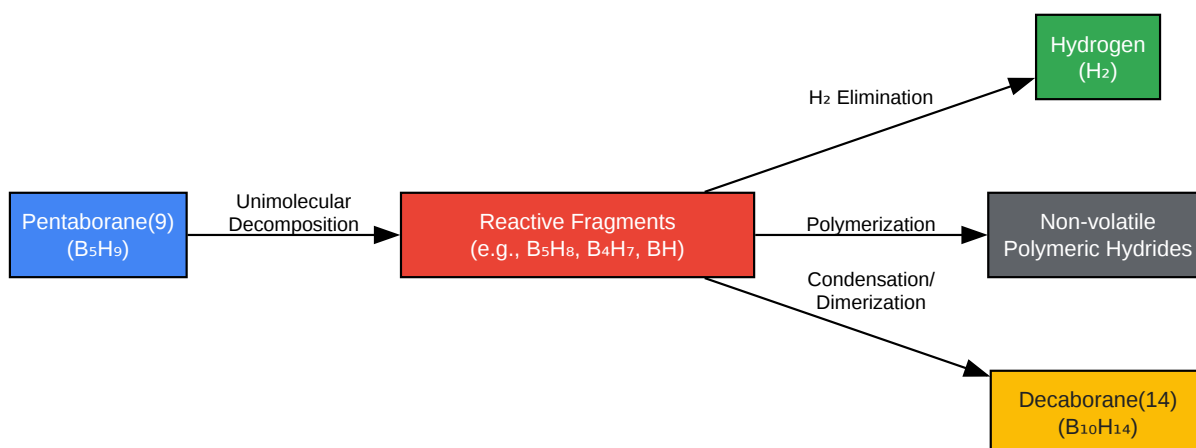 Hydrogen
(H₂)
H₂ Elimination
Pentaborane(9)
(B₅H₉)
Unimolecular
Decomposition
Reactive Fragments
(e.g., B₅H₈, B₄H₇, BH)
Polymerization
Non-volatile
Polymeric Hydrides
Condensation/
Dimerization
Decaborane(14)
(B₁₀H₁₄)